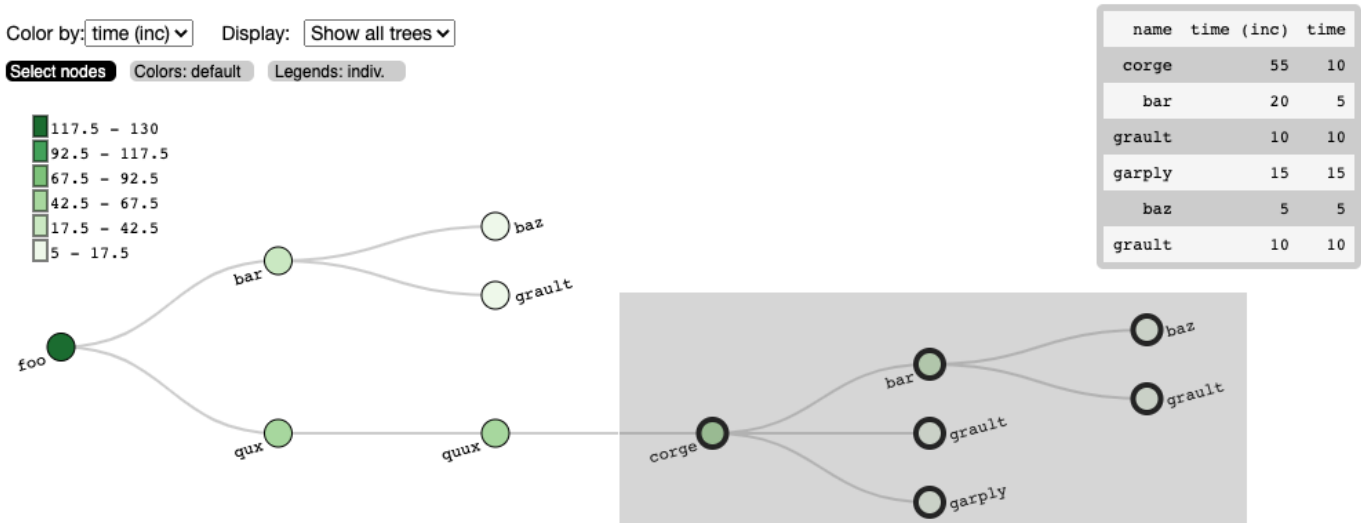 Color by: time (inc) Display: Show all trees
Select nodes Colors: default Legends: indiv.
117.5 - 130
92.5 - 117.5
67.5 - 92.5
42.5 - 67.5
17.5 - 42.5
5 - 17.5
foo
bar
baz
grault
qux
quux
corge
bar
baz
grault
grault
garply
name time (inc) time
corge 55 10
bar 20 5
grault 10 10
garply 15 15
baz 5 5
grault 10 10